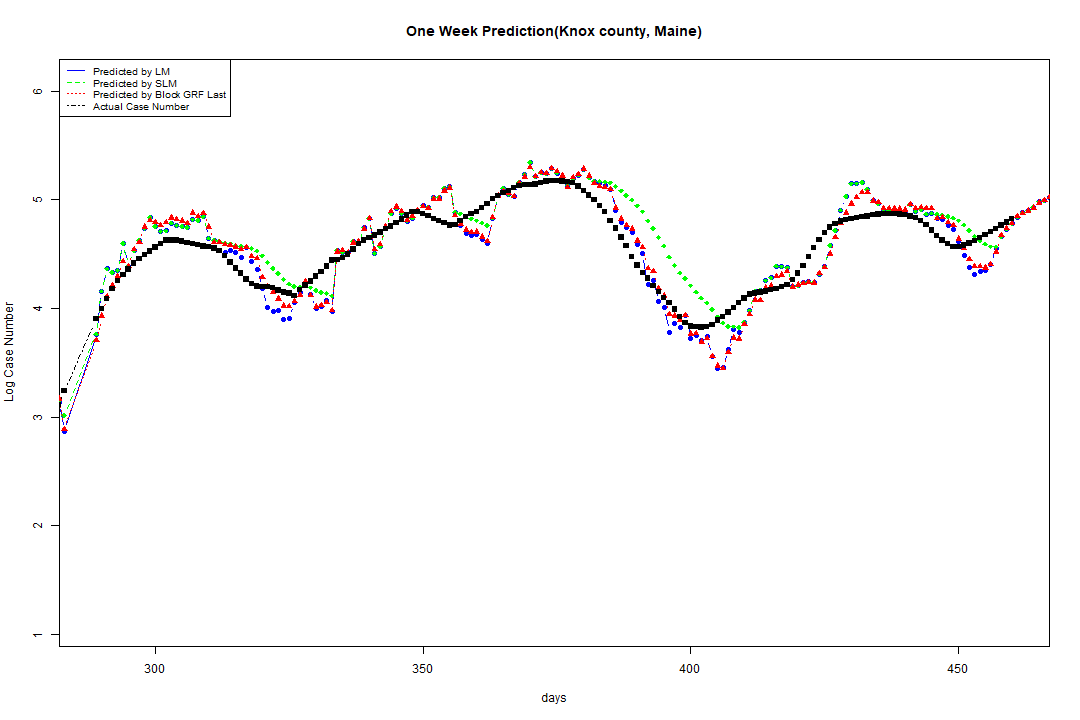 One Week Prediction(Knox county, Maine)
Predicted by LM
Predicted by SLM
Predicted by Block GRF Last
Actual Case Number
6
5
4
3
2
1
Log Case Number
300 350 400 450
days